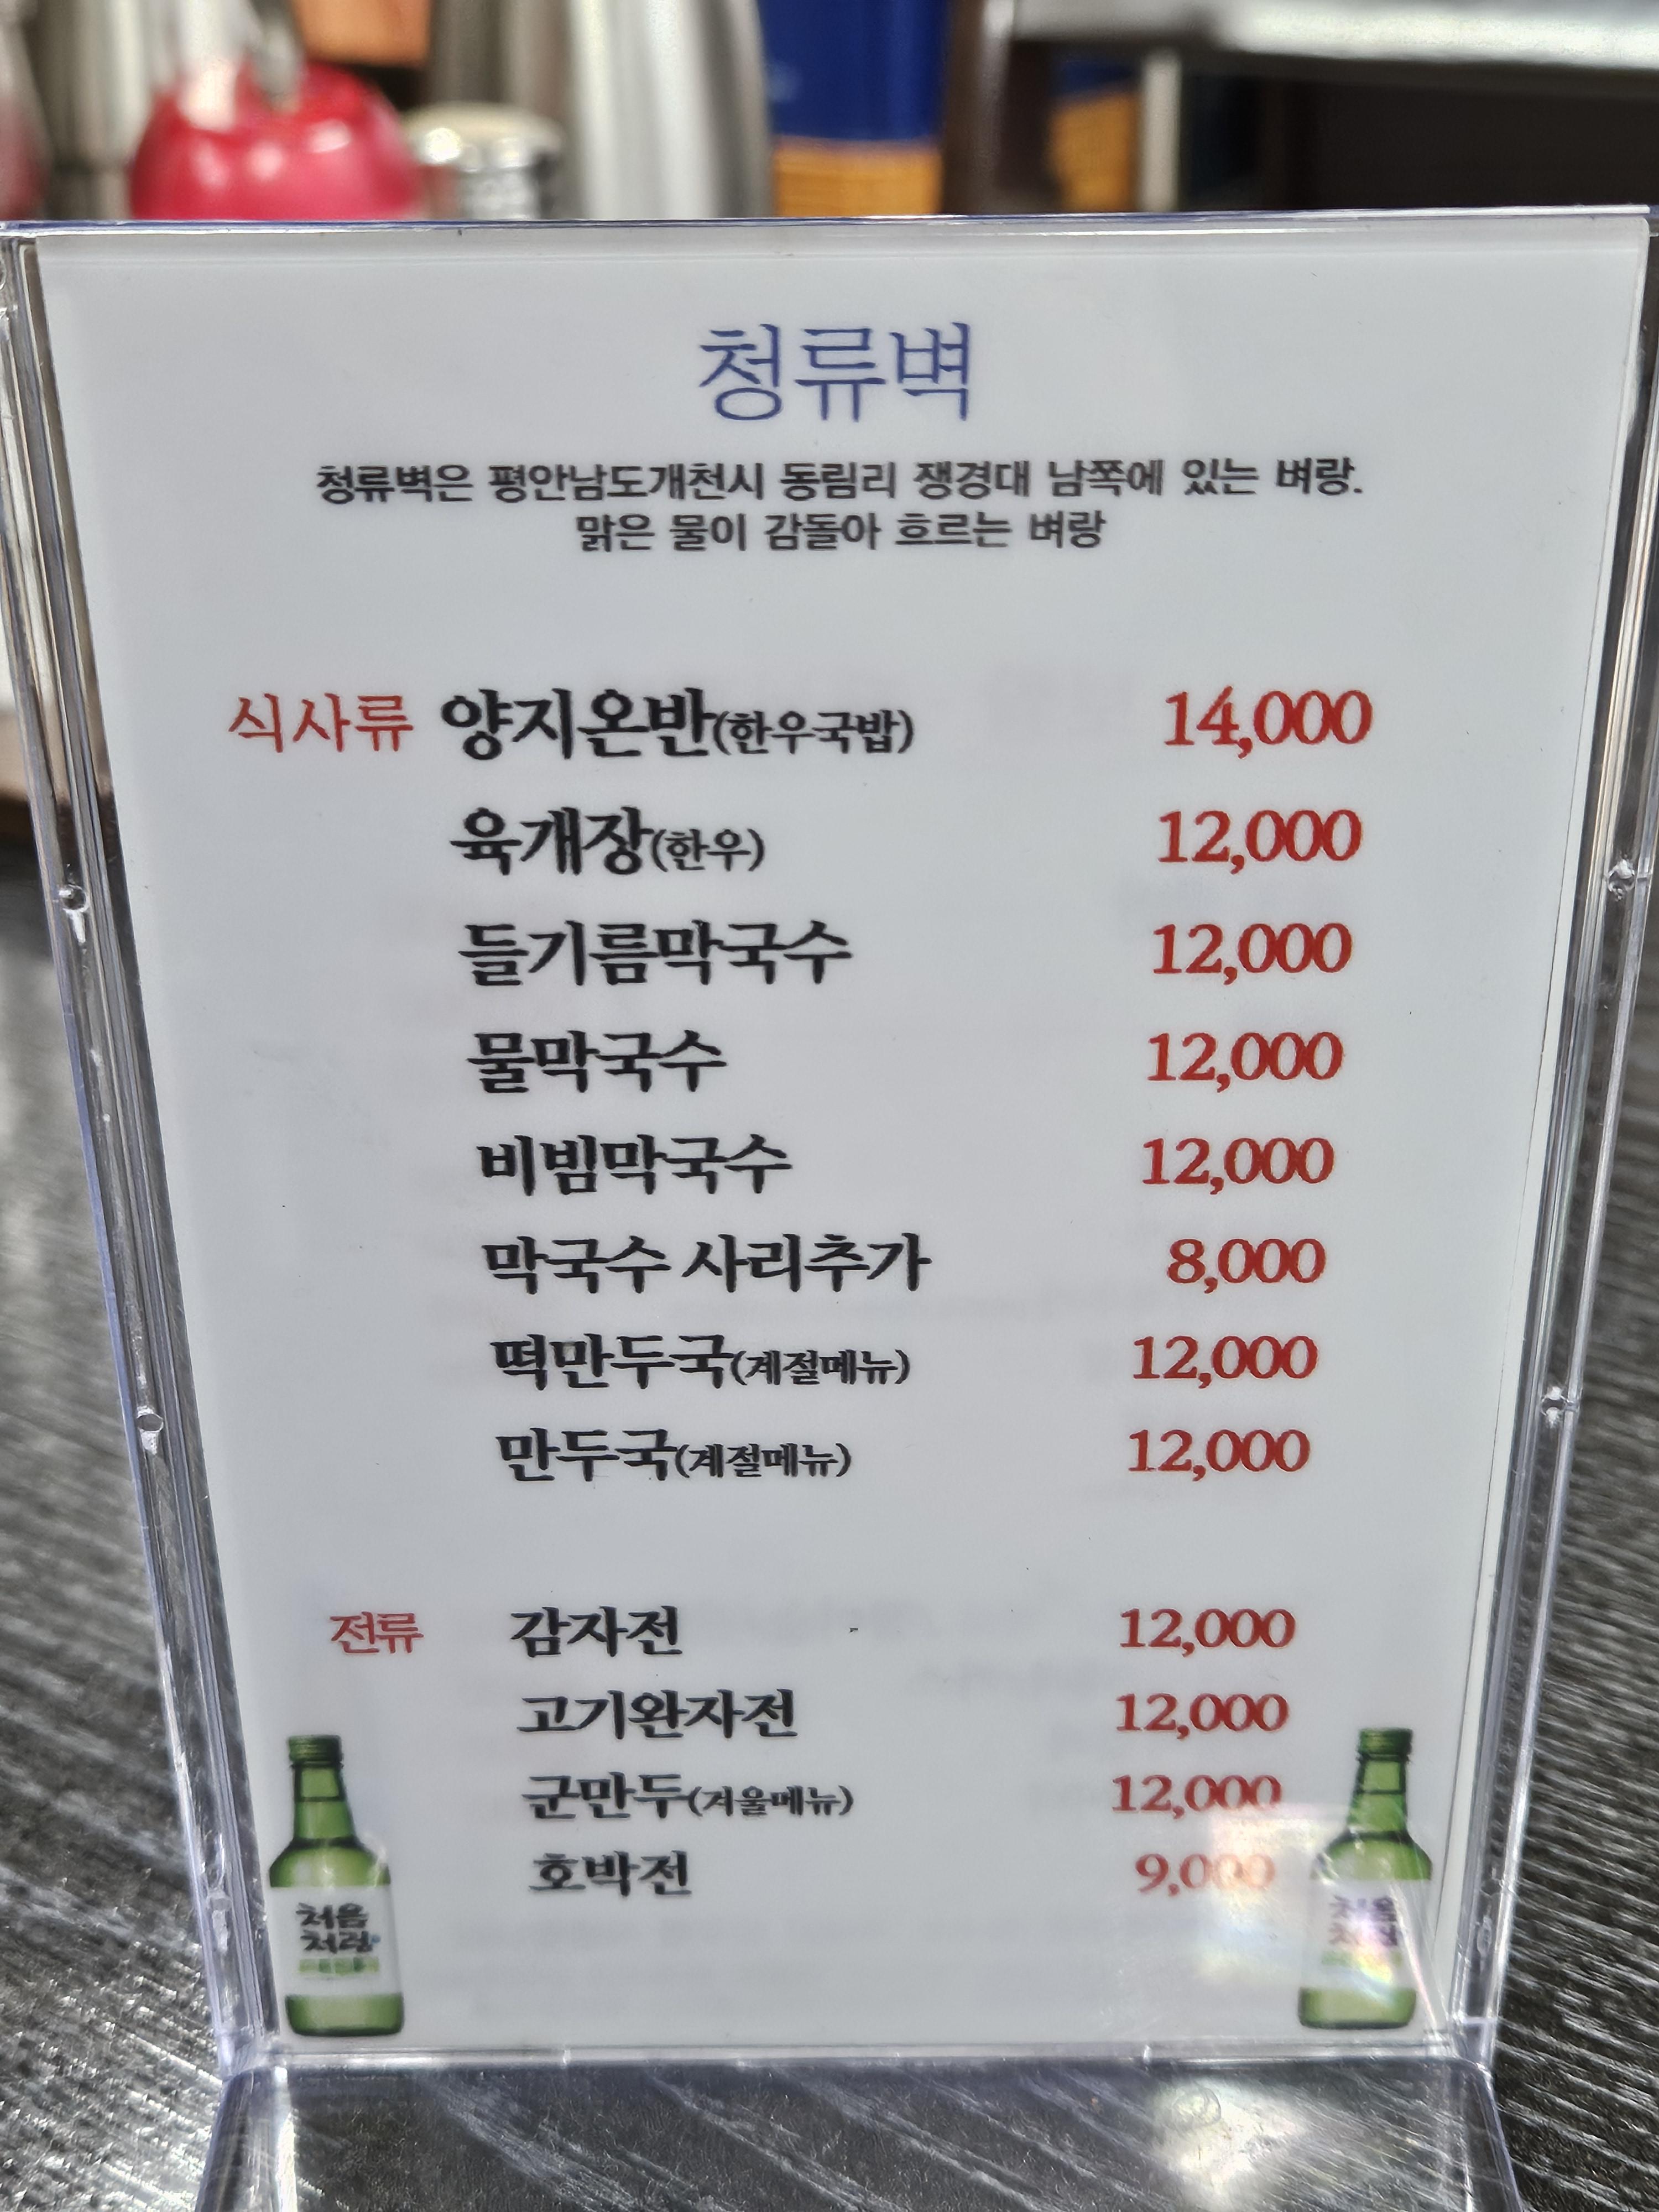 청류벽
청류벽은 평안남도개천시 동림리 쟁경대 남쪽에 있는 벼랑.
맑은 물이 감돌아 흐르는 벼랑
식사류 양지온반(한우국밥) 14,000
육개장(한우) 12,000
들기름막국수 12,000
물막국수 12,000
비빔막국수 12,000
막국수 사리추가 8,000
떡만두국(계절메뉴) 12,000
만두국(계절메뉴) 12,000
전류 감자전 12,000
고기완자전 12,000
군만두(겨울메뉴) 12,000
호박전 9,000
처음
처럼
처음
처럼